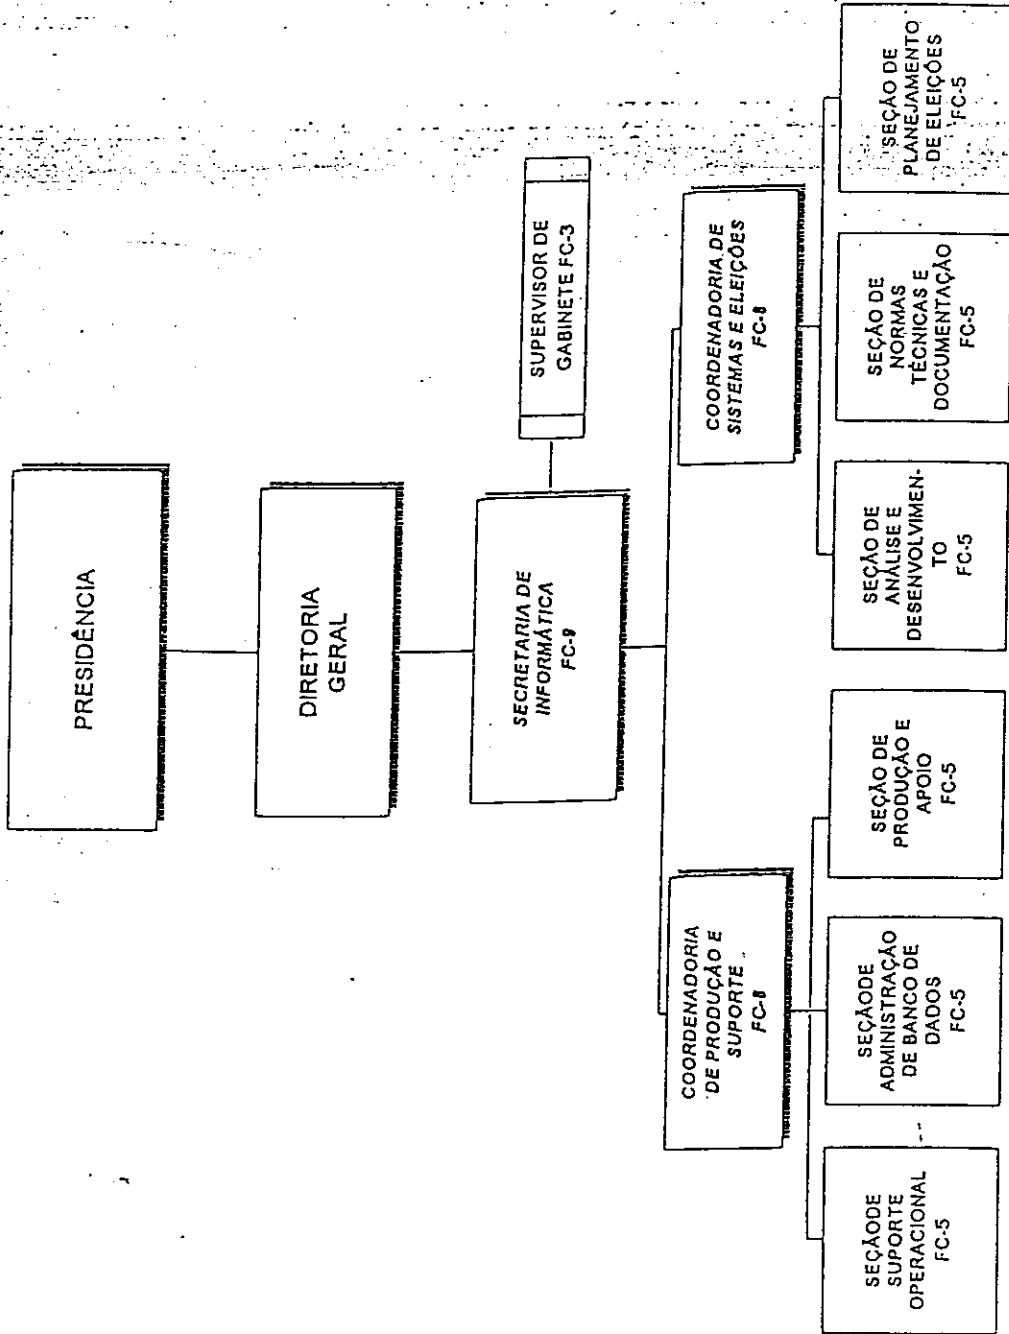 PRESIDÊNCIA
DIRETORIA
GERAL
SECRETARIA DE
INFORMÁTICA
FC-9
SUPERVISOR DE
GABINETE FC-3
COORDENADORIA
DE PRODUÇÃO E
SUPORTE
FC-8
COORDENADORIA DE
SISTEMAS E ELEIÇÕES
FC-8
SEÇÃODE
SUPORTE
OPERACIONAL
FC-5
SEÇÃODE
ADMINISTRAÇÃO
DE BANCO DE
DADOS
FC-5
SEÇÃO DE
PRODUÇÃO E
APOIO
FC-5
SEÇÃO DE
ANÁLISE E
DESENVOLVIMEN-
TO
FC-5
SEÇÃO DE
NORMAS
TÉCNICAS E
DOCUMENTAÇÃO
FC-5
SEÇÃO DE
PLANEJAMENTO
DE ELEIÇÕES
FC-5